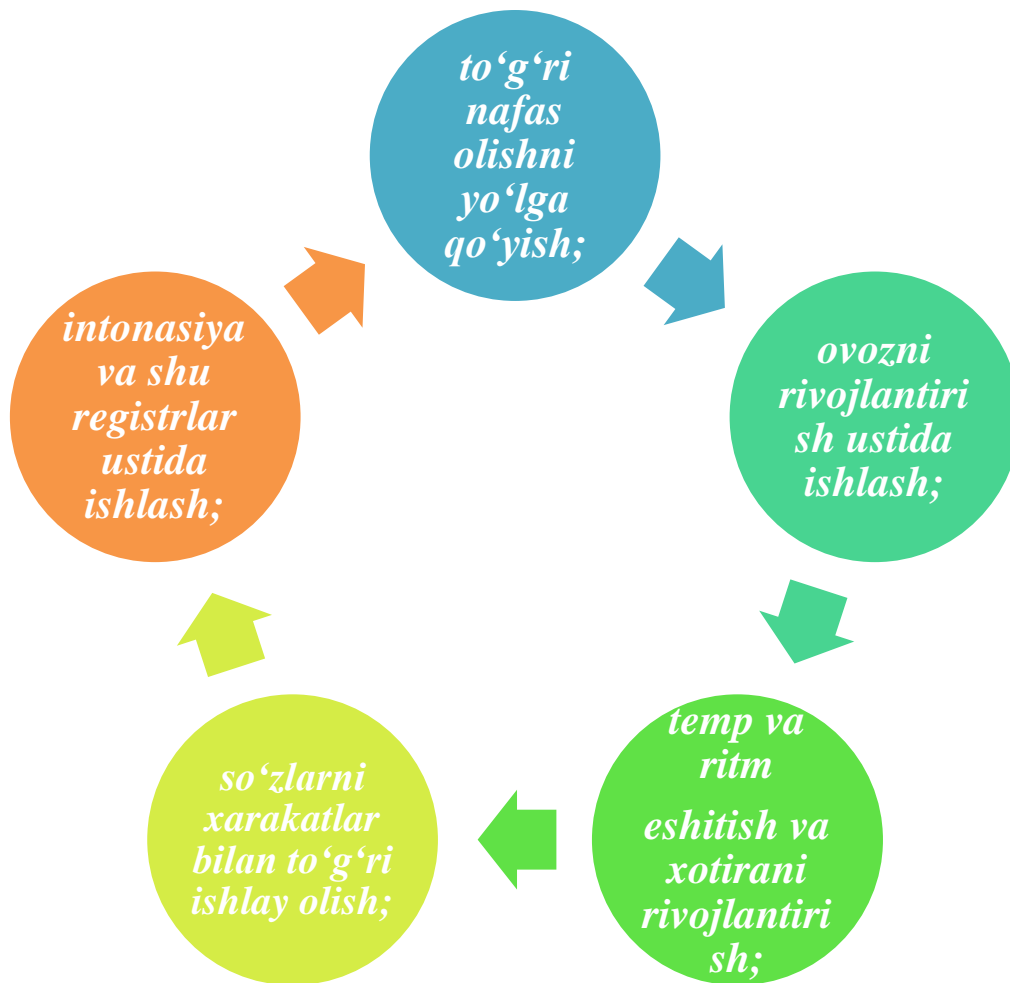 to‘g‘ri
nafas
olishni
yo‘lga
qo‘yish;
ovozni
rivojlantiri
sh ustida
ishlash;
temp va
ritm
eshitish va
xotirani
rivojlantiri
sh;
so‘zlarni
xarakatlar
bilan to‘g‘ri
ishlay olish;
intonasiya
va shu
registrlar
ustida
ishlash;